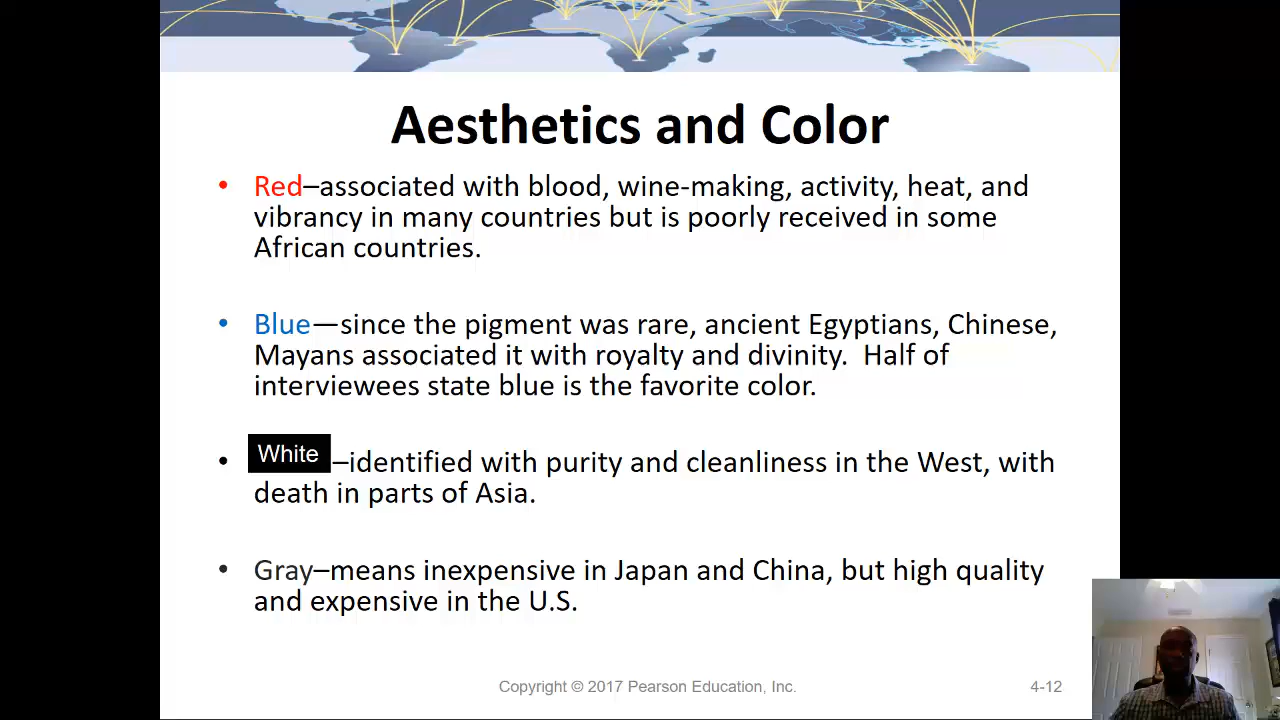 Aesthetics and Color
• Red–associated with blood, wine-making, activity, heat, and
vibrancy in many countries but is poorly received in some
African countries.
• Blue—since the pigment was rare, ancient Egyptians, Chinese,
Mayans associated it with royalty and divinity.  Half of
interviewees state blue is the favorite color.
• White –identified with purity and cleanliness in the West, with
death in parts of Asia.
• Gray–means inexpensive in Japan and China, but high quality
and expensive in the U.S.
Copyright © 2017 Pearson Education, Inc.
4-12